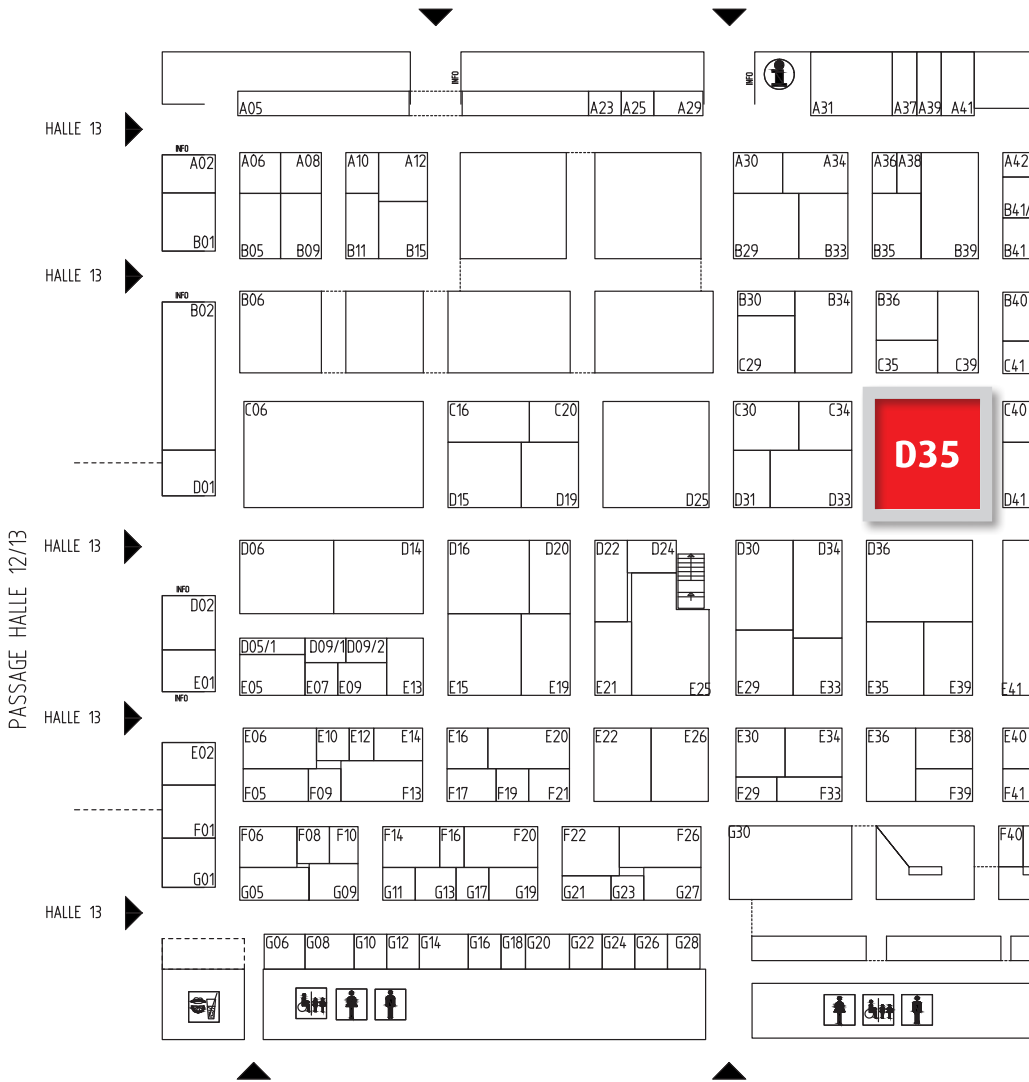 INFO
INFO
A05
A23 A25 A29
A31 A37 A39 A41
HALLE 13
INFO
A02 A06 A08 A10 A12 A30 A34 A36 A38 A42
B41/
B01 B05 B09 B11 B15 B29 B33 B35 B39 B41
HALLE 13
INFO
B02 B06 B30 B34 B36 B40
C29 C35 C39 C41
C06 C16 C20 C30 C34 C40
D35
D01 D15 D19 D25 D31 D33 D41
PASSAGE HALLE 12/13
HALLE 13
D06 D14 D16 D20 D22 D24 D30 D34 D36
INFO
D02
D05/1 D09/1 D09/2
E01 E05 E07 E09 E13 E15 E19 E21 F25 E29 E33 E35 E39 E41
INFO
HALLE 13
E02 E06 E10 E12 E14 E16 E20 E22 E26 E30 E34 E36 E38 E40
F05 F09 F13 F17 F19 F21 F29 F33 F39 F41
F01 F06 F08 F10 F14 F16 F20 F22 F26 G30 F40
G01 G05 G09 G11 G13 G17 G19 G21 G23 G27
HALLE 13
G06 G08 G10 G12 G14 G16 G18 G20 G22 G24 G26 G28